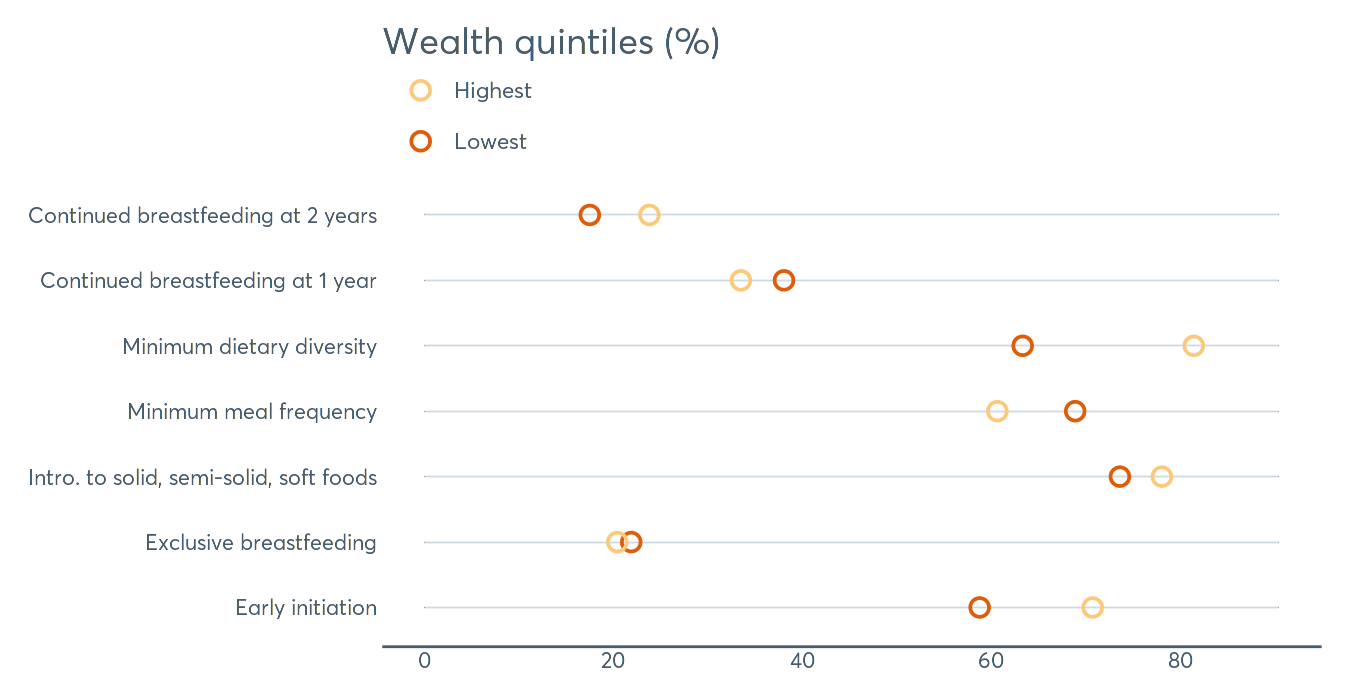 Wealth quintiles (%)
Highest
Lowest
Continued breastfeeding at 2 years
Continued breastfeeding at 1 year
Minimum dietary diversity
Minimum meal frequency
Intro. to solid, semi-solid, soft foods
Exclusive breastfeeding
Early initiation
0 20 40 60 80